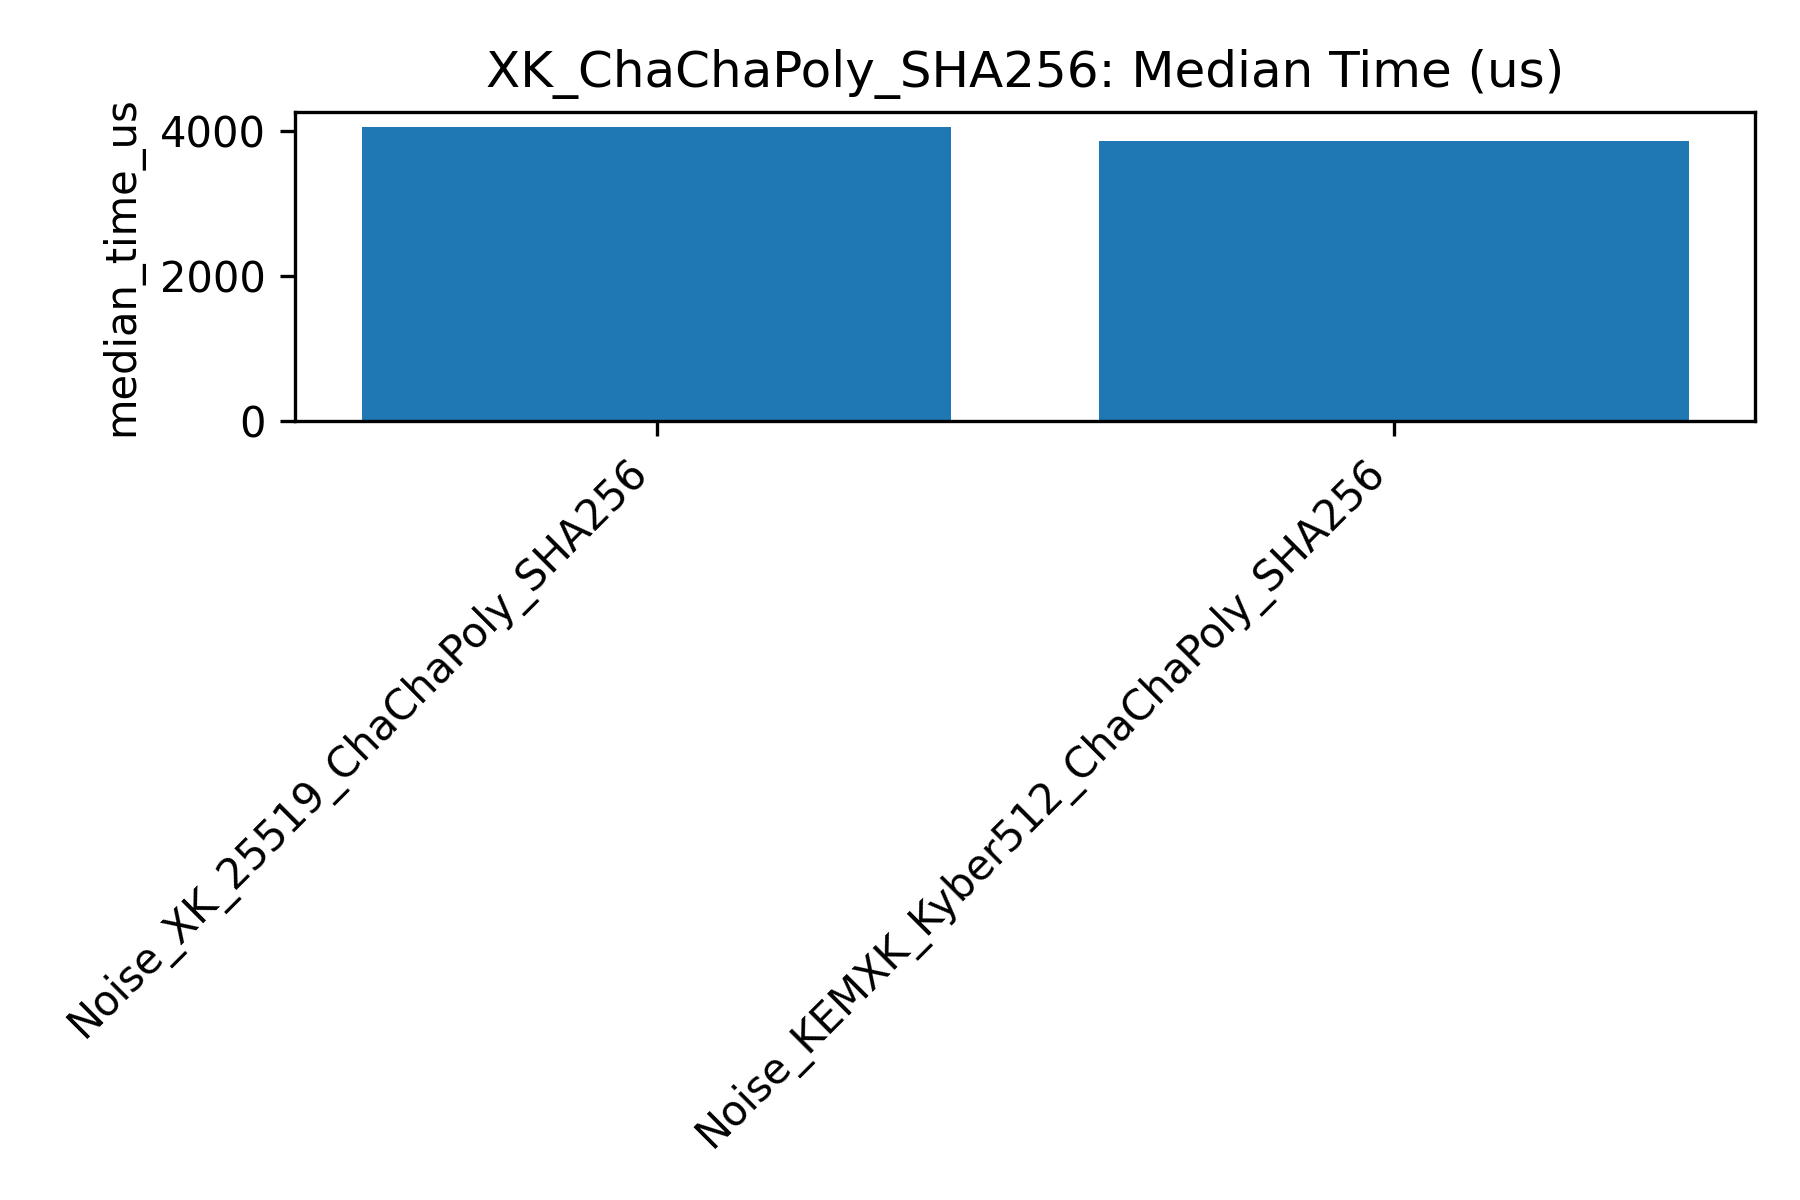 XK_ChaChaPoly_SHA256: Median Time (us)
median_time_us
4000
2000
0
Noise_XK_25519_ChaChaPoly_SHA256
Noise_KEMXK_Kyber512_ChaChaPoly_SHA256